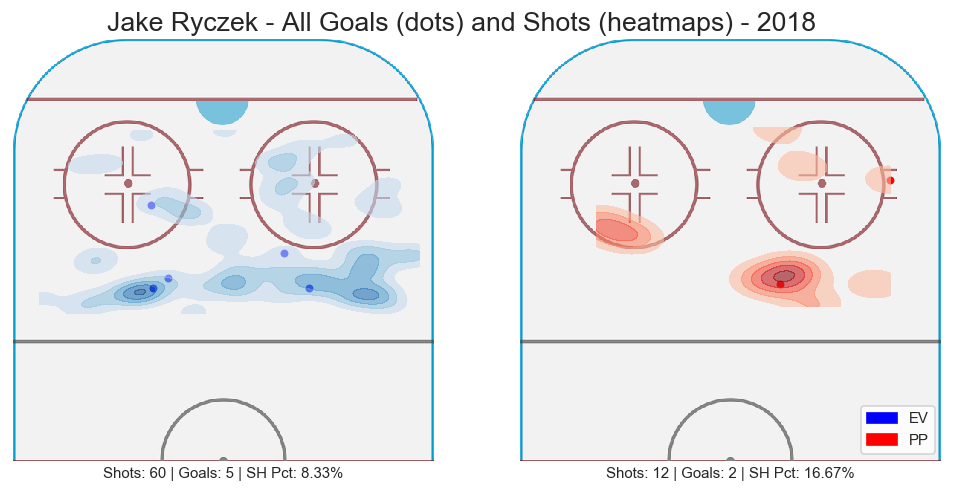 Jake Ryczek - All Goals (dots) and Shots (heatmaps) - 2018
EV
PP
Shots: 60 | Goals: 5 | SH Pct: 8.33%
Shots: 12 | Goals: 2 | SH Pct: 16.67%